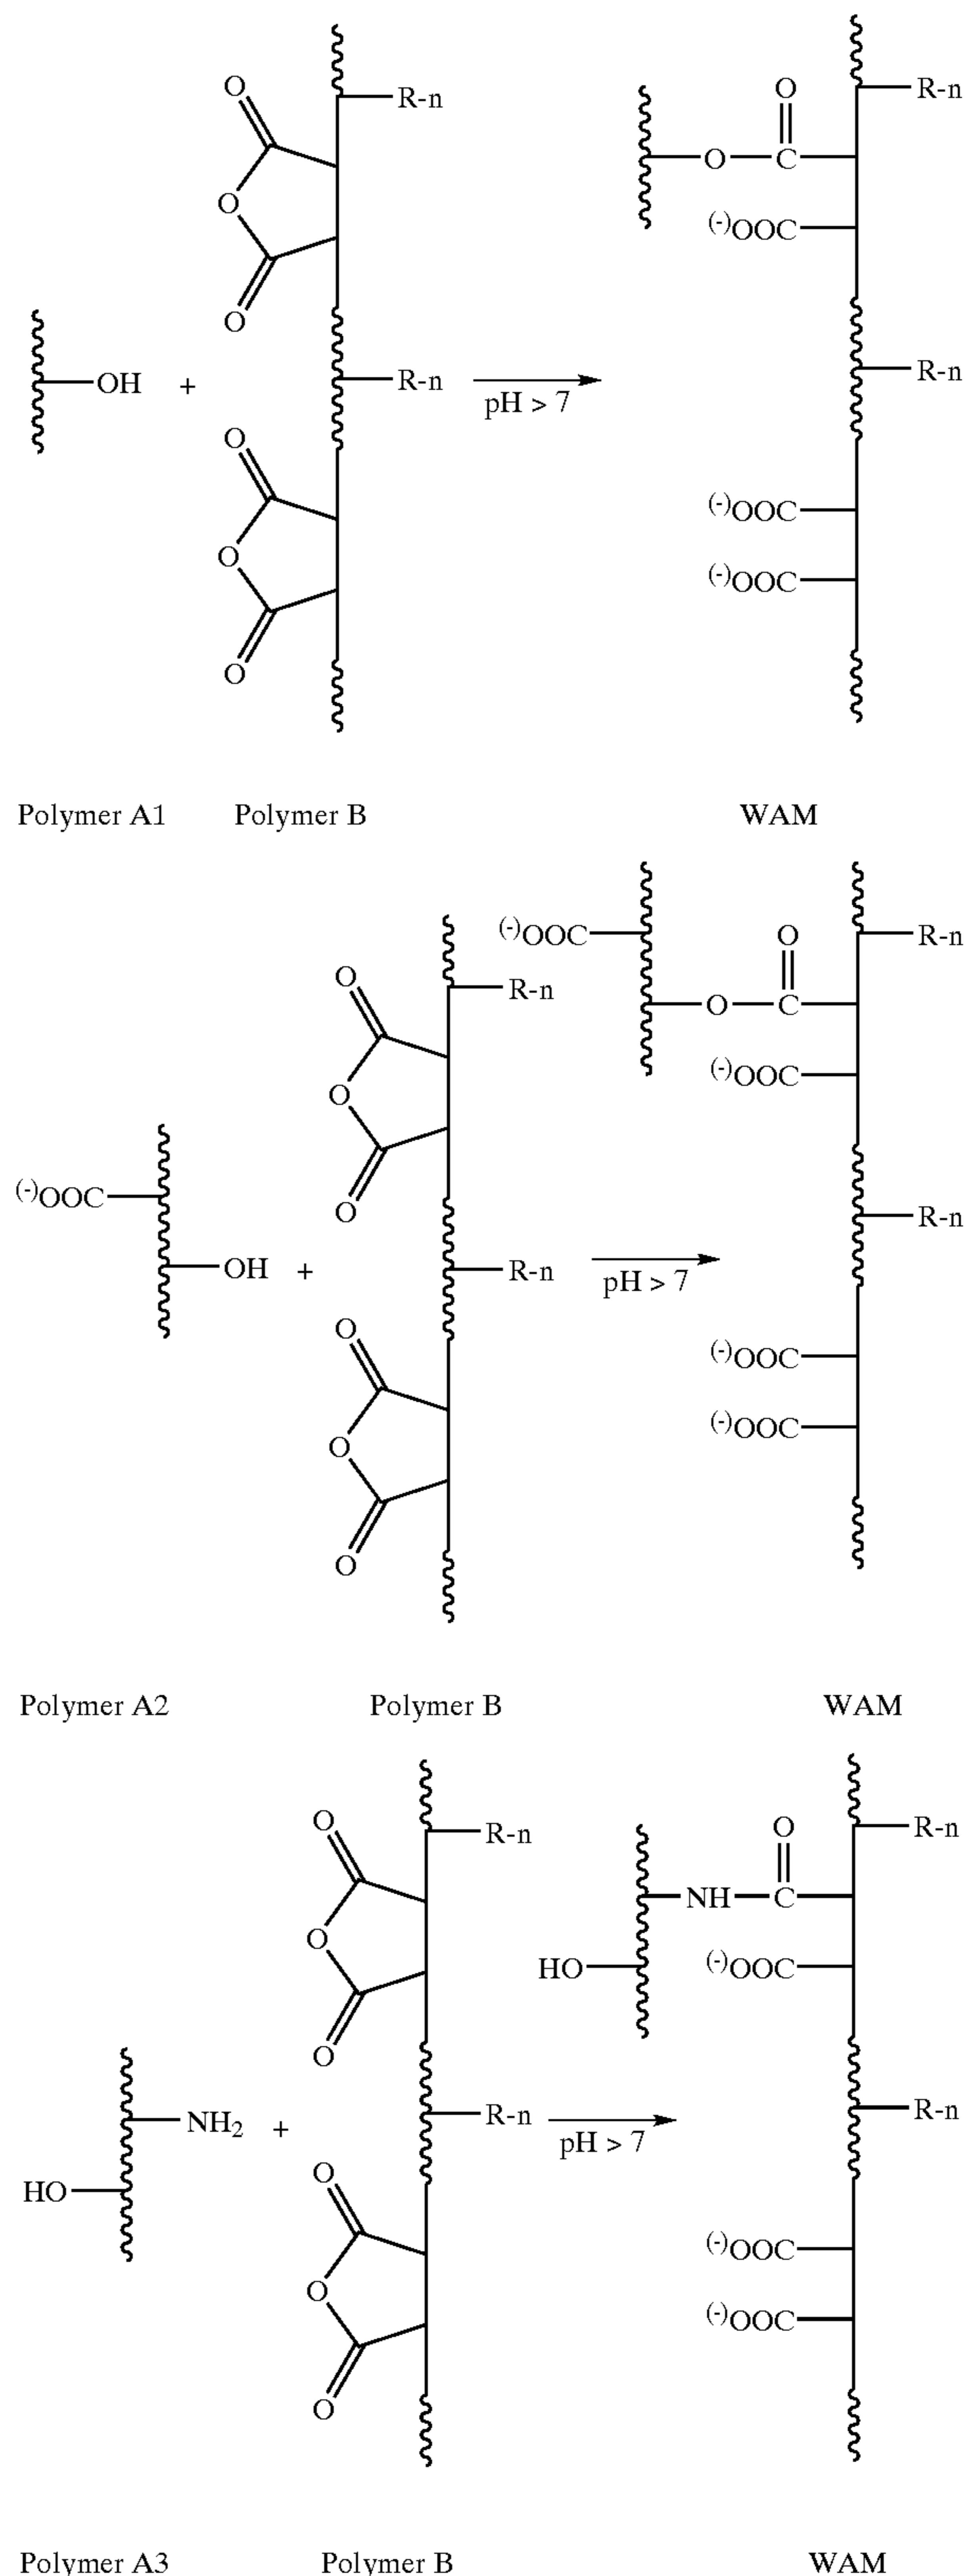 O
R-n
O
O
R-n
O
C
O
(-)OOC
O
OH + R-n pH > 7 R-n
O
(-)OOC
O
(-)OOC
O
Polymer A1 Polymer B WAM
(-)OOC O R-n
O
R-n
O C
O
(-)OOC
O
(-)OOC
R-n
OH + R-n pH > 7
O
(-)OOC
(-)OOC
O
O
Polymer A2 Polymer B WAM
O
R-n
O
R-n
NH C
O
HO (-)OOC
O
NH2 + R-n pH > 7 R-n
O
HO
(-)OOC
O
(-)OOC
O
Polymer A3 Polymer B WAM